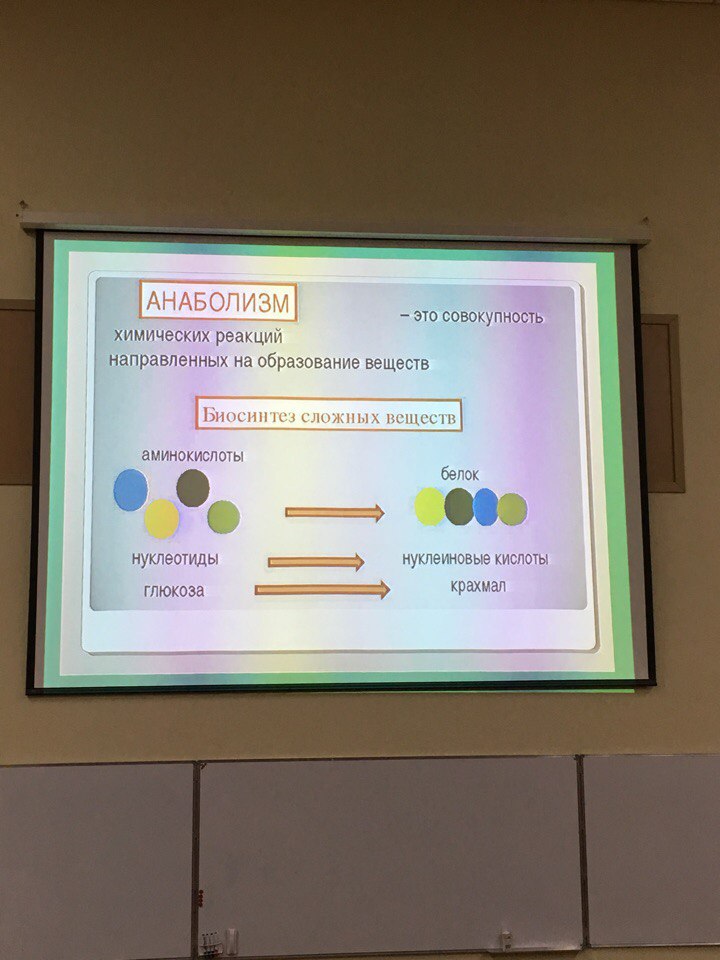 АНАБОЛИЗМ – это совокупность
химических реакций
направленных на образование веществ
Биосинтез сложных веществ
аминокислоты
белок
нуклеотиды нуклеиновые кислоты
глюкоза крахмал